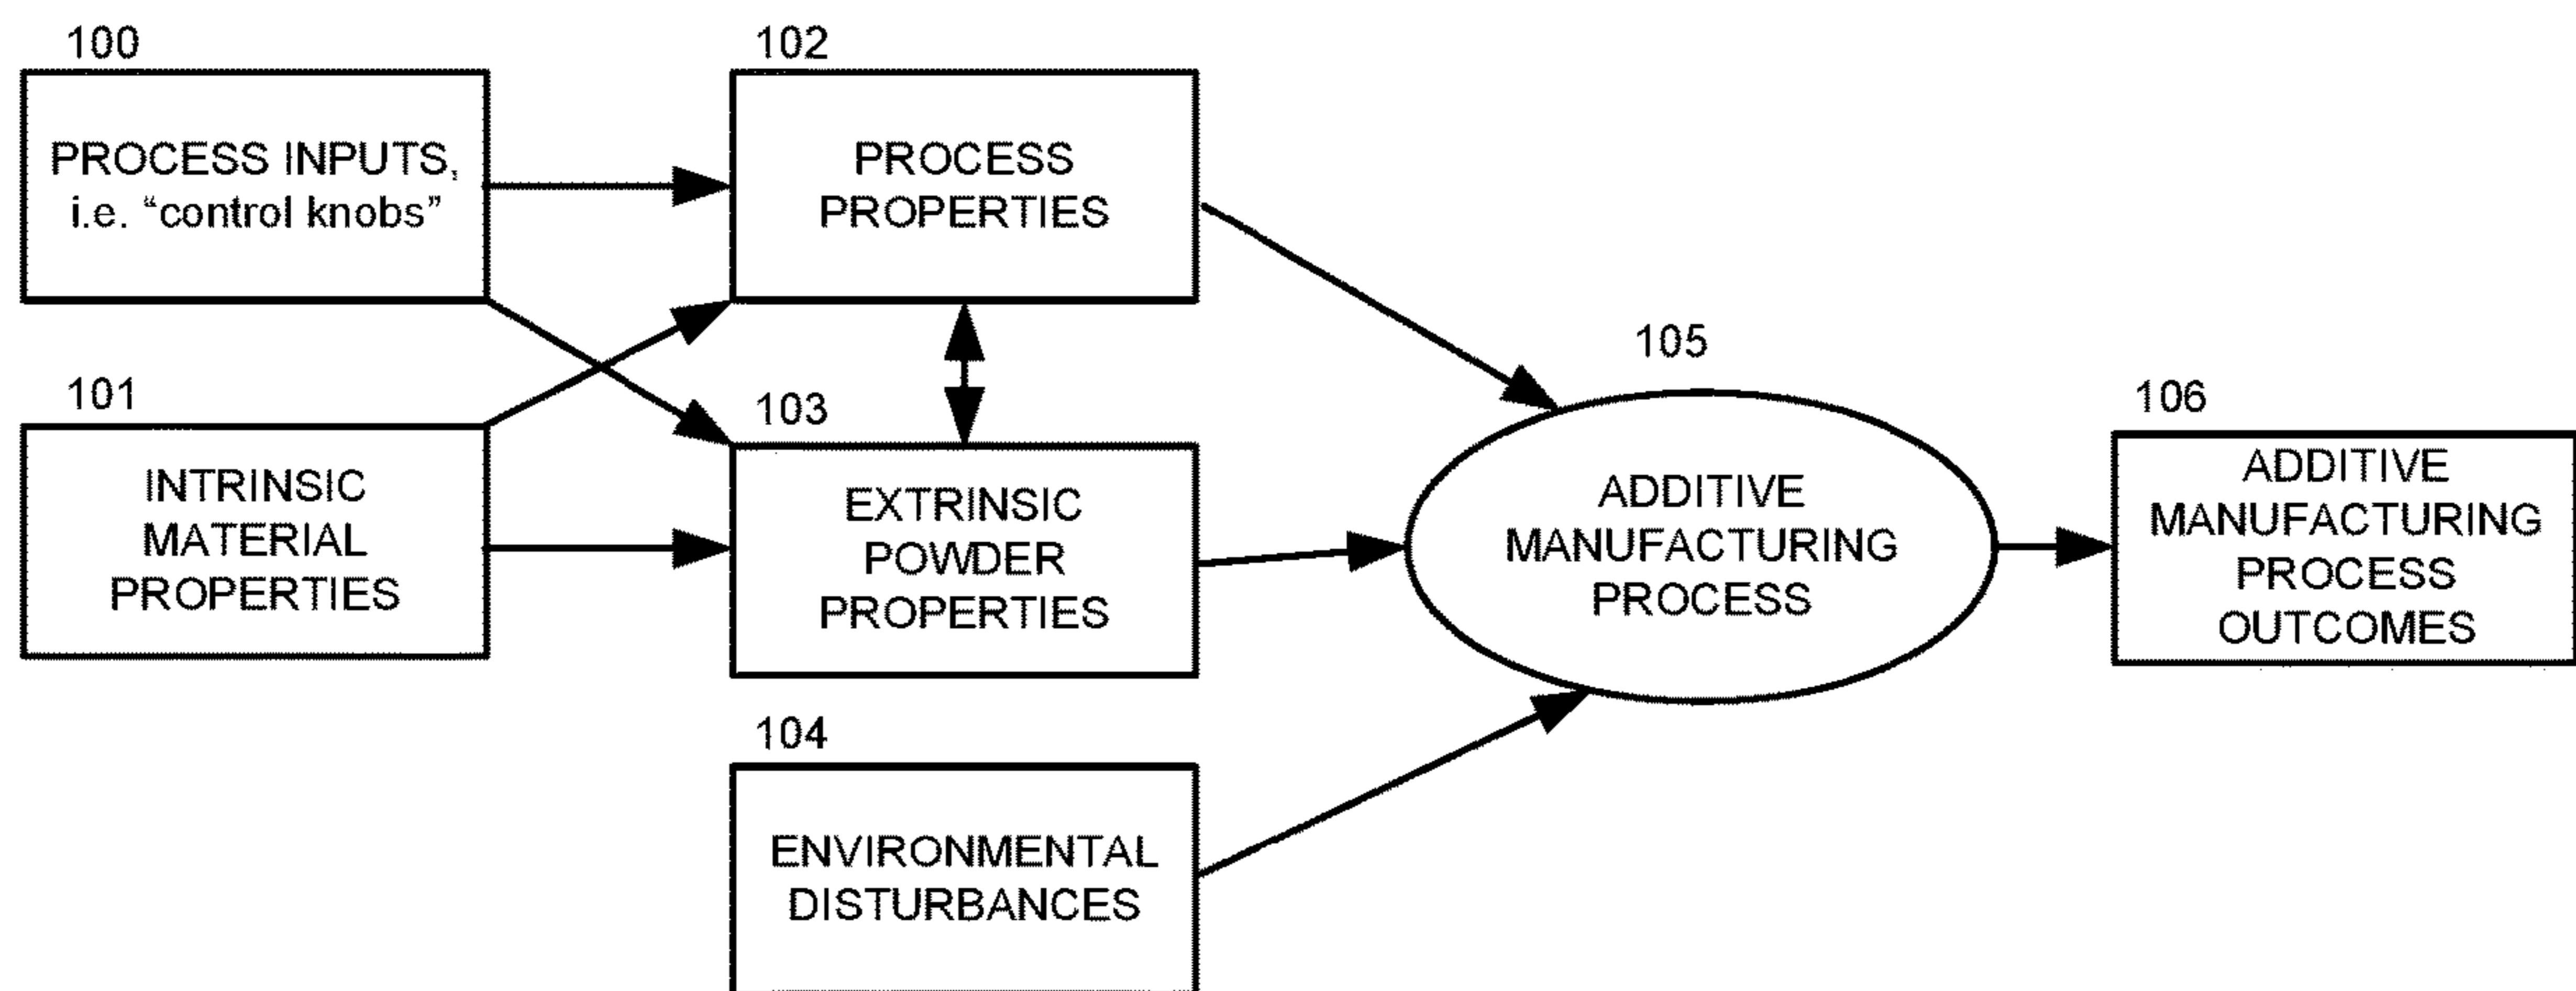 100
PROCESS INPUTS,
i.e. “control knobs”
102
PROCESS
PROPERTIES
101
INTRINSIC
MATERIAL
PROPERTIES
103
EXTRINSIC
POWDER
PROPERTIES
104
ENVIRONMENTAL
DISTURBANCES
105
ADDITIVE
MANUFACTURING
PROCESS
106
ADDITIVE
MANUFACTURING
PROCESS
OUTCOMES